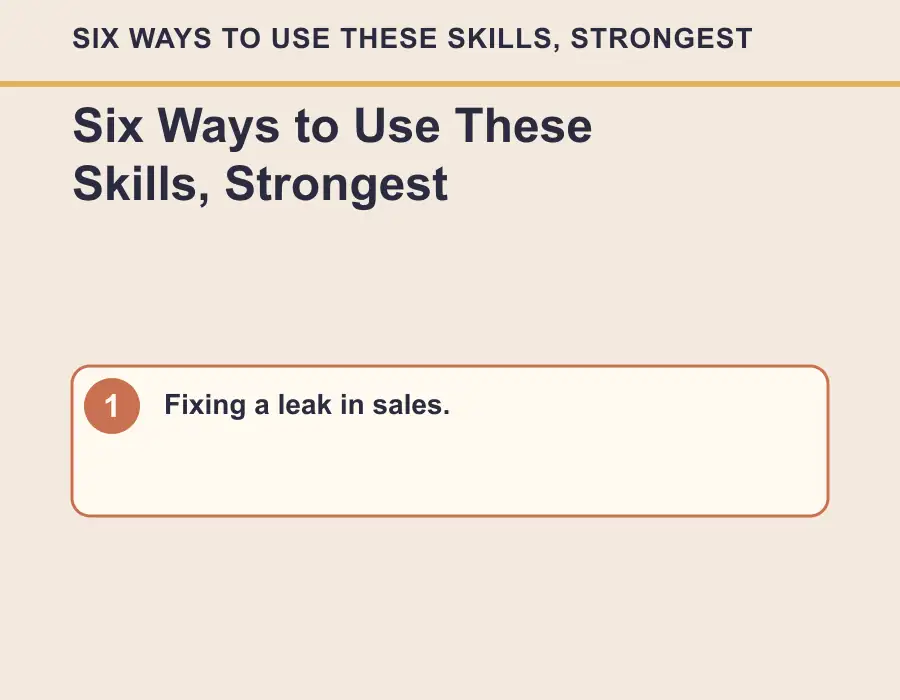 SIX WAYS TO USE THESE SKILLS, STRONGEST
Six Ways to Use These
Skills, Strongest
1 Fixing a leak in sales.